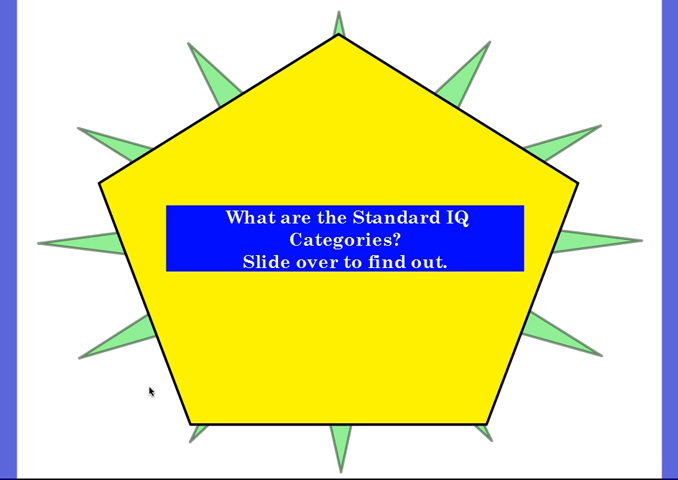 What are the Standard IQ
Categories?
Slide over to find out.